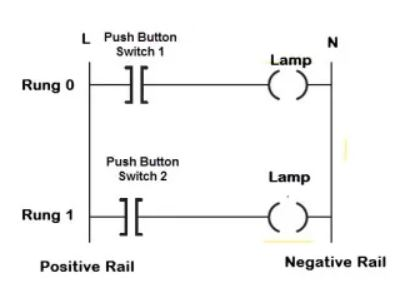 L
Push Button
Switch 1
N
Lamp
Rung 0
Push Button
Switch 2
Lamp
Rung 1
Positive Rail
Negative Rail